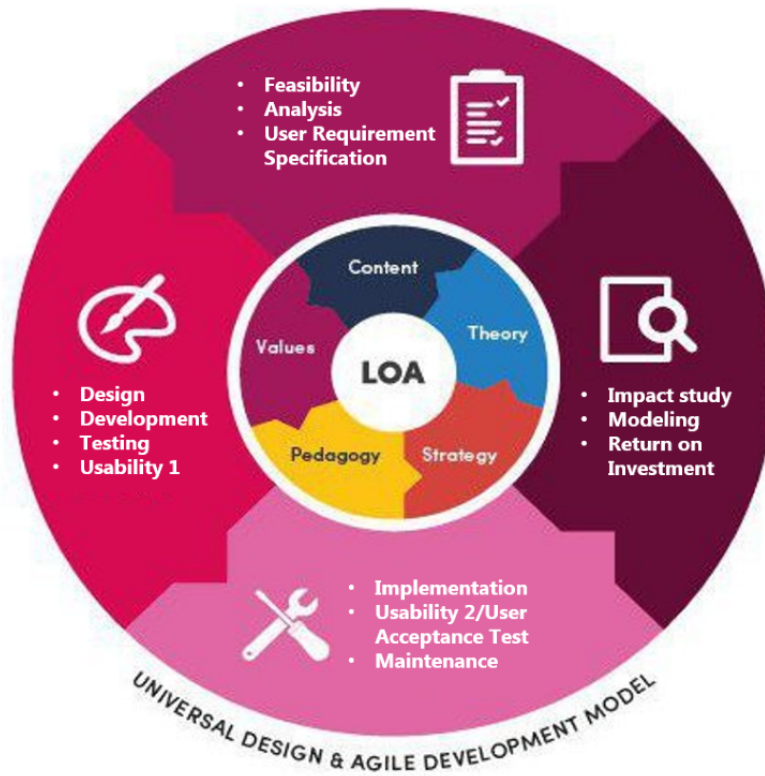 • Feasibility
• Analysis
• User Requirement
Specification
Content
Theory
Values
LOA
Pedagogy
Strategy
• Design
• Development
• Testing
• Usability 1
• Impact study
• Modeling
• Return on
Investment
• Implementation
• Usability 2/User
Acceptance Test
• Maintenance
UNIVERSAL DESIGN & AGILE DEVELOPMENT MODEL